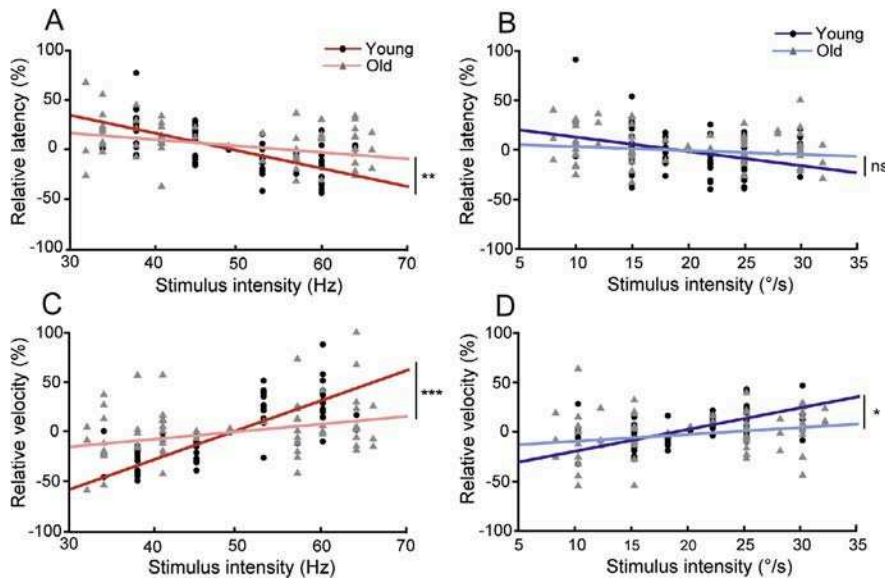 A
B
Young
Old
Young
Old
Relative latency (%)
100
50
0
-50
-100
**
30 40 50 60 70
Stimulus intensity (Hz)
Relative latency (%)
100
50
0
-50
-100
ns
5 10 15 20 25 30 35
Stimulus intensity (°/s)
C
D
Relative velocity (%)
100
50
0
-50
-100
***
30 40 50 60 70
Stimulus intensity (Hz)
Relative velocity (%)
100
50
0
-50
-100
*
5 10 15 20 25 30 35
Stimulus intensity (°/s)